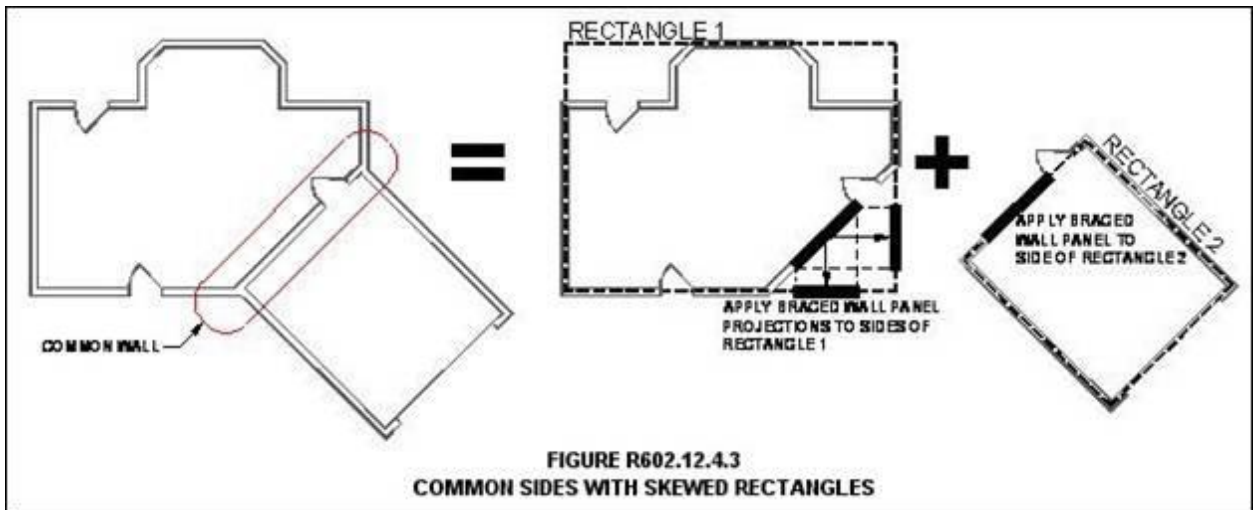 RECTANGLE 1
RECTANGLE 2
APPLY BRACED
WALL PANEL TO
SIDE OF RECTANGLE 2
APPLY BRACED WALL PANEL
PROJECTIONS TO SIDES OF
RECTANGLE 1
COMMON WALL
FIGURE R602.12.4.3
COMMON SIDES WITH SKEWED RECTANGLES